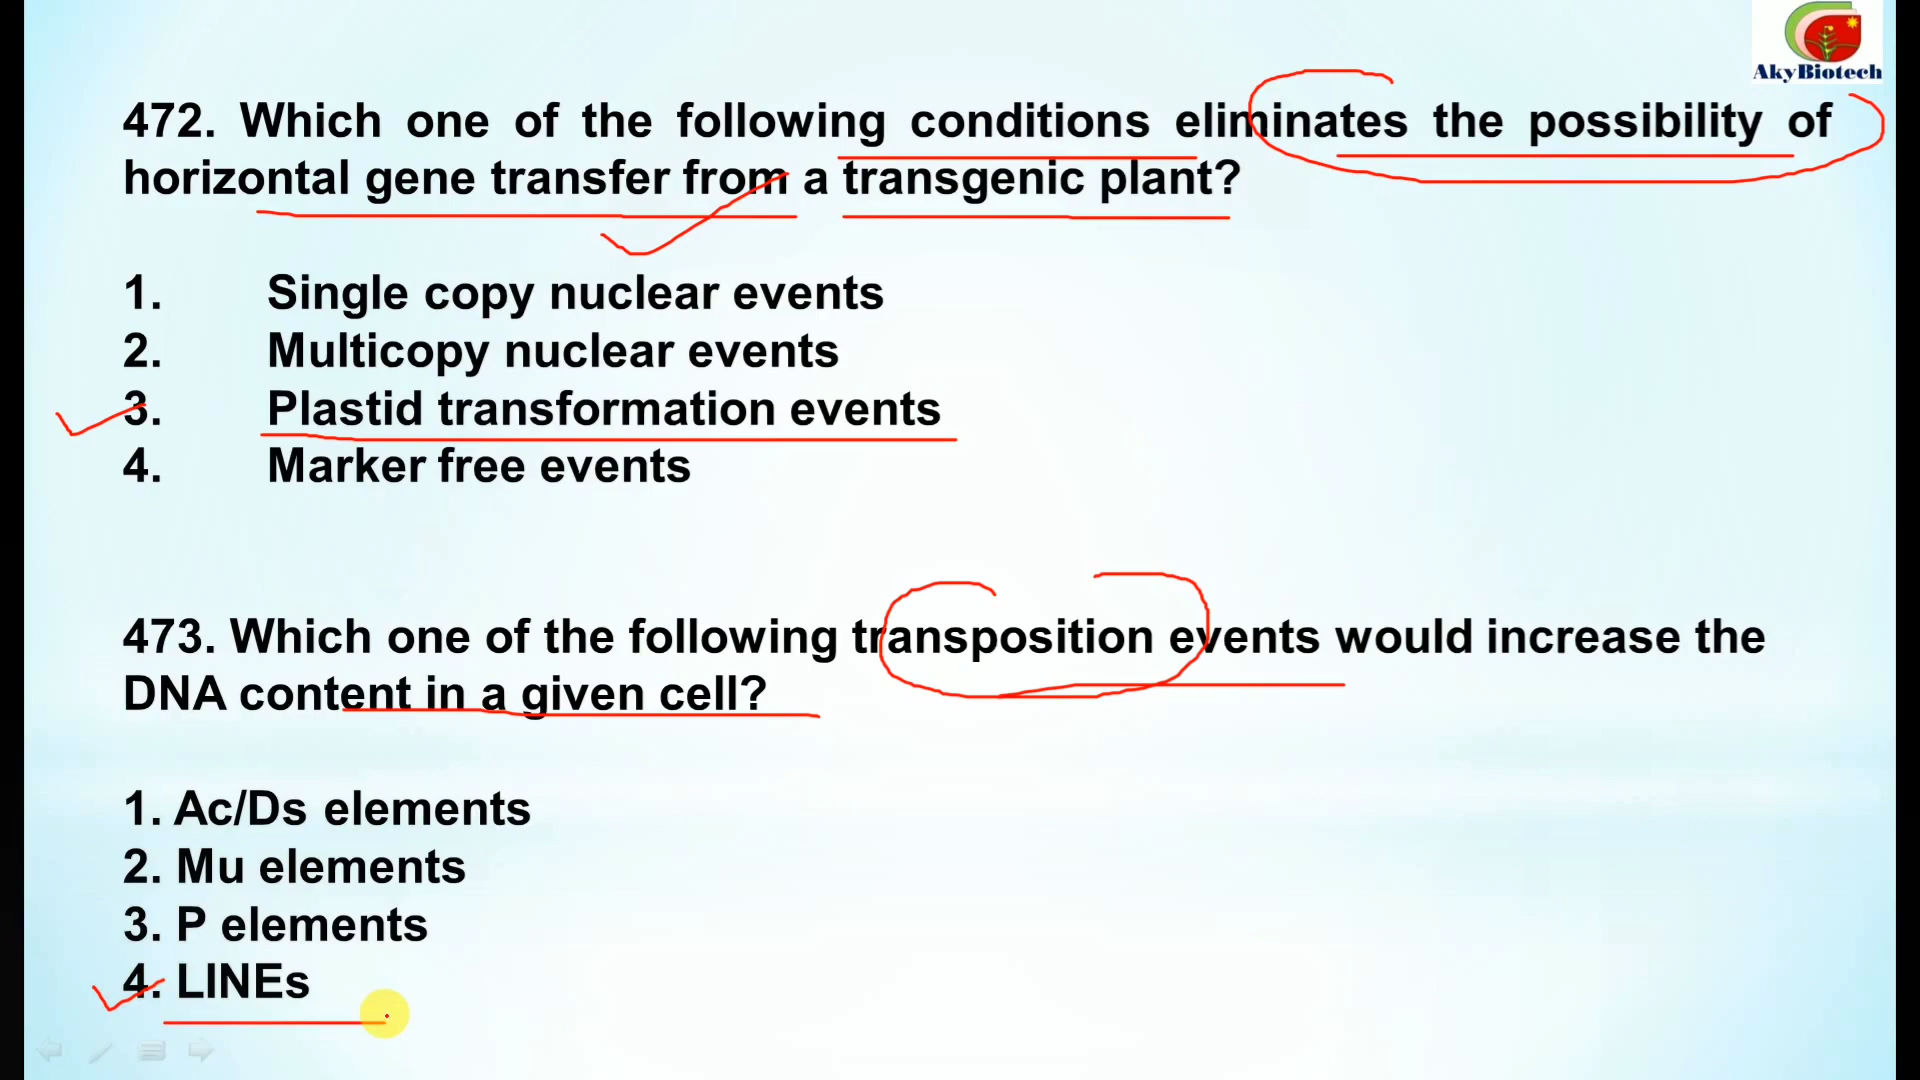 AkyBiotech
472. Which one of the following conditions eliminates the possibility of
horizontal gene transfer from a transgenic plant?
1. Single copy nuclear events
2. Multicopy nuclear events
3. Plastid transformation events
4. Marker free events
473. Which one of the following transposition events would increase the
DNA content in a given cell?
1. Ac/Ds elements
2. Mu elements
3. P elements
4. LINEs